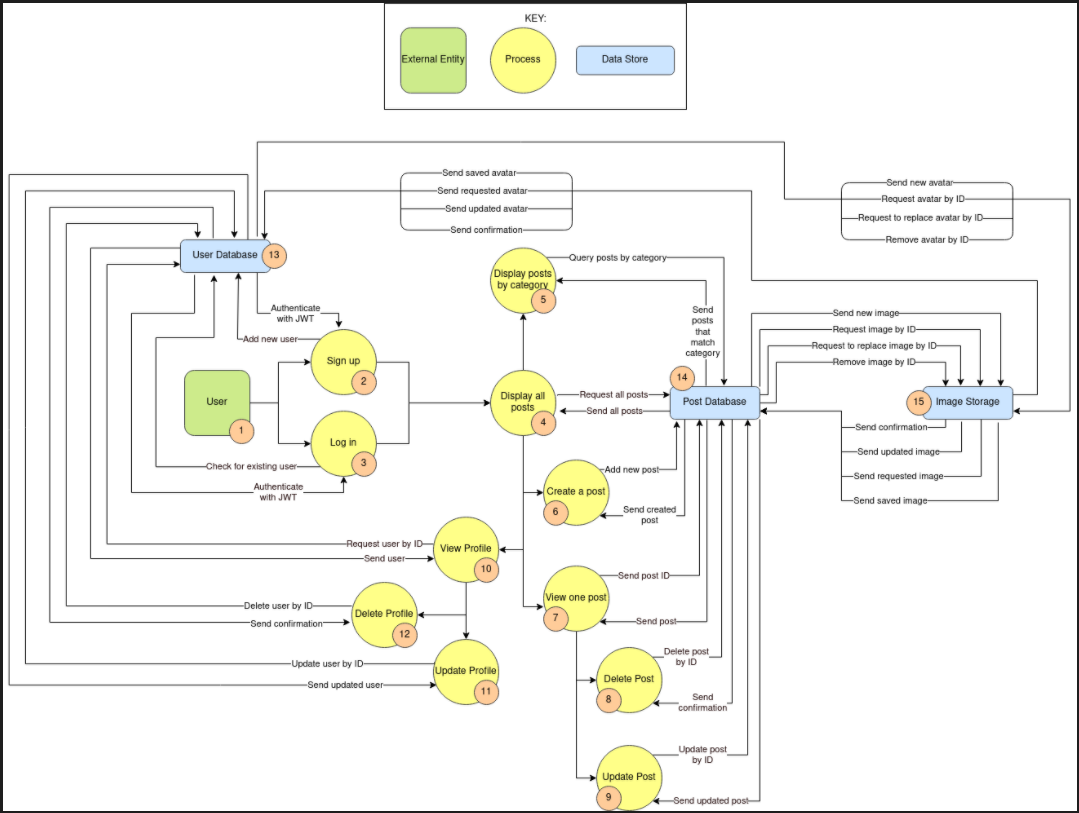 KEY:
External Entity
Process
Data Store
Send saved avatar
Send requested avatar
Send updated avatar
Send confirmation
Send new avatar
Request avatar by ID
Request to replace avatar by ID
Remove avatar by ID
User Database
13
Display posts
by category
5
Query posts by category
Authenticate
with JWT
Add new user
Send
posts
that
match
category
Send new image
Request image by ID
Request to replace image by ID
Remove image by ID
Sign up
2
User
1
Display all
posts
4
Request all posts
Send all posts
14
Post Database
15
Image Storage
Log in
3
Check for existing user
Authenticate
with JWT
Send confirmation
Send updated image
Send requested image
Send saved image
Create a post
6
Add new post
Send created
post
Request user by ID
Send user
View Profile
10
View one post
7
Send post ID
Send post
Delete user by ID
Send confirmation
Delete Profile
12
Update user by ID
Send updated user
Update Profile
11
Delete Post
8
Delete post
by ID
Send
confirmation
Update Post
9
Update post
by ID
Send updated post